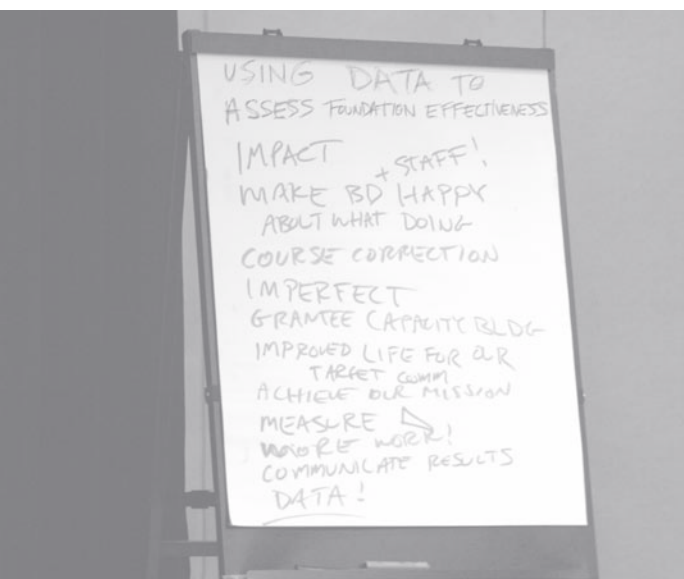 USING DATA TO
ASSESS FOUNDATION EFFECTIVENESS
IMPACT
+ STAFF!
MAKE BD HAPPY
ABOUT WHAT DOING
COURSE CORRECTION
IMPERFECT
GRANTEE CAPACITY BLDG
IMPROVED LIFE FOR OUR
TARGET COMM
ACHIEVE OUR MISSION
MEASURE
MORE WORK!
COMMUNICATE RESULTS
DATA!